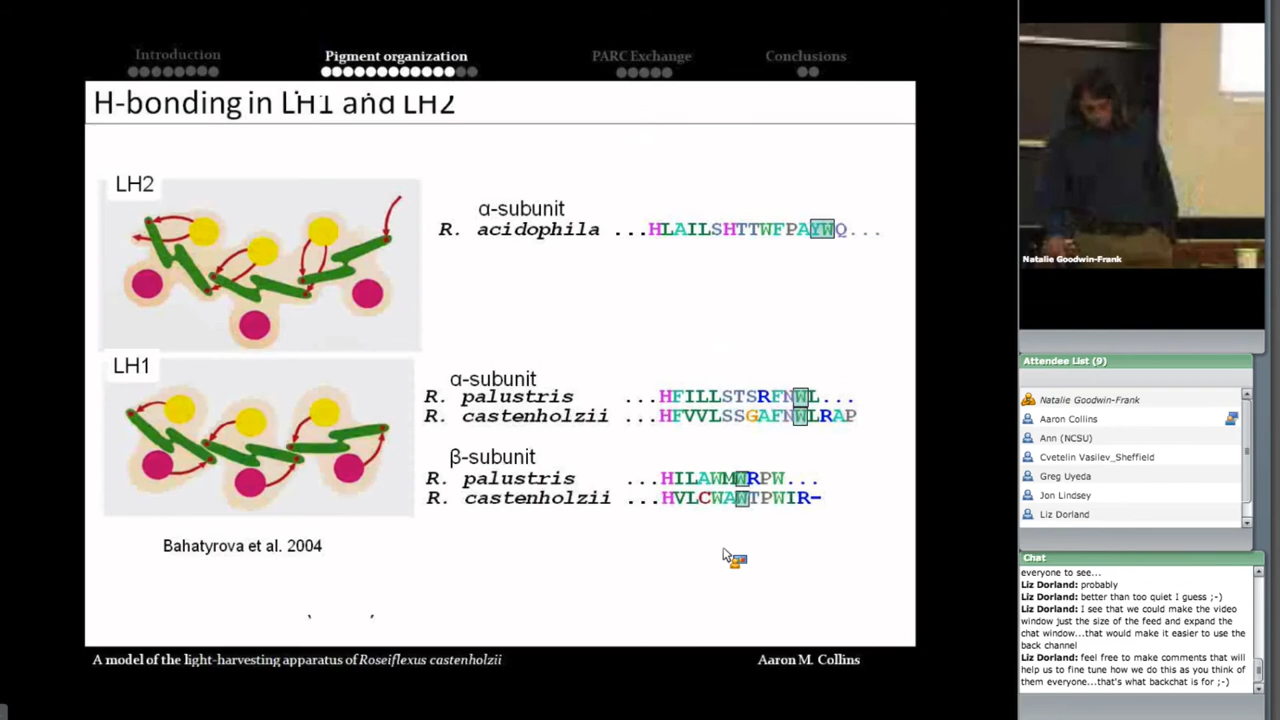 Introduction
Pigment organization
PARC Exchange
Conclusions
H-bonding in LH1 and LH2
LH2
α-subunit
R. acidophila ...HLAILSHTTWFPAYWQ...
LH1
α-subunit
R. palustris ...HFILLSTSRFNWL...
R. castenholzii ...HFVVLSSGAFNWLRAP
β-subunit
R. palustris ...HILAWMWRPW...
R. castenholzii ...HVLCWAWTPWIR-
Bahatyrova et al. 2004
A model of the light-harvesting apparatus of Roseiflexus castenholzii
Aaron M. Collins
Natalie Goodwin-Frank
Attendee List (9)
Natalie Goodwin-Frank
Aaron Collins
Ann (NCSU)
Cvetelin Vasilev_Sheffield
Greg Uyeda
Jon Lindsey
Liz Dorland
Chat
everyone to see...
Liz Dorland: probably
Liz Dorland: better than too quiet I guess ;-)
Liz Dorland: I see that we could make the video
window just the size of the feed and expand the
chat window...that would make it easier to use the
back channel
Liz Dorland: feel free to make comments that will
help us to fine tune how we do this as you think of
them everyone...that's what backchat is for ;-)